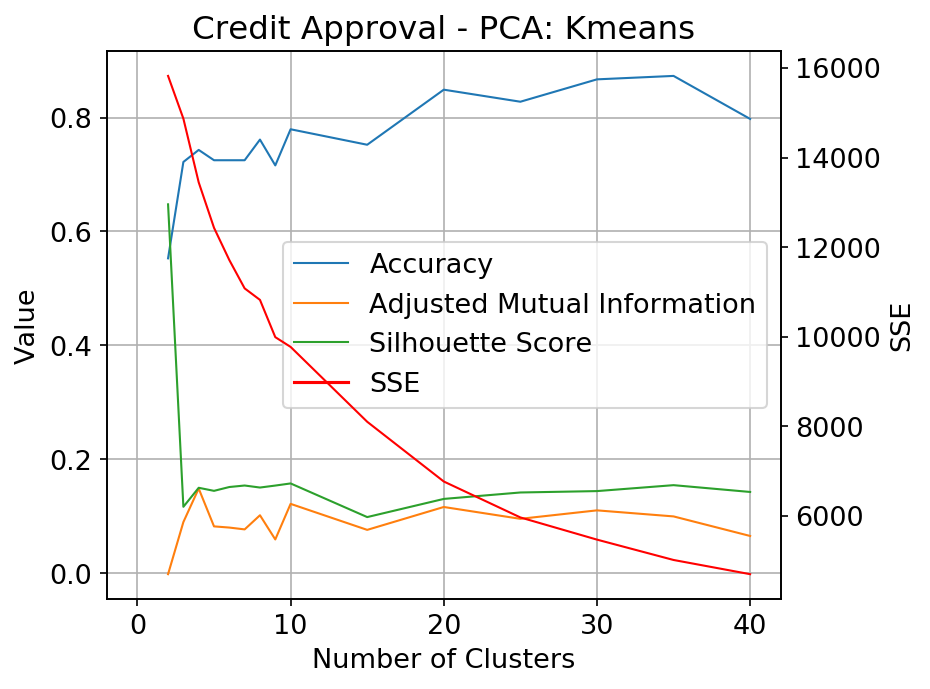 Credit Approval - PCA: Kmeans
Value
0.8
0.6
0.4
0.2
0.0
Accuracy
Adjusted Mutual Information
Silhouette Score
SSE
16000
14000
12000
10000
8000
6000
SSE
0 10 20 30 40
Number of Clusters